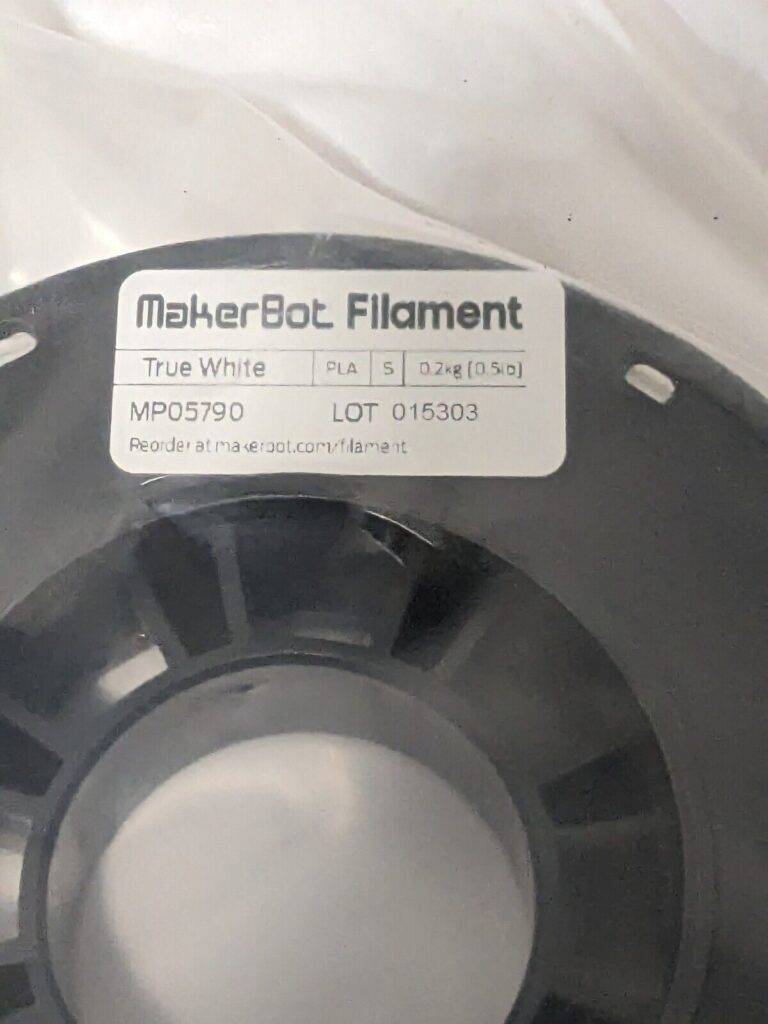 MakerBot Filament
True White PLA S 0.2kg [0.5lb]
MP05790 LOT 015303
Reorder at makerbot.com/filament